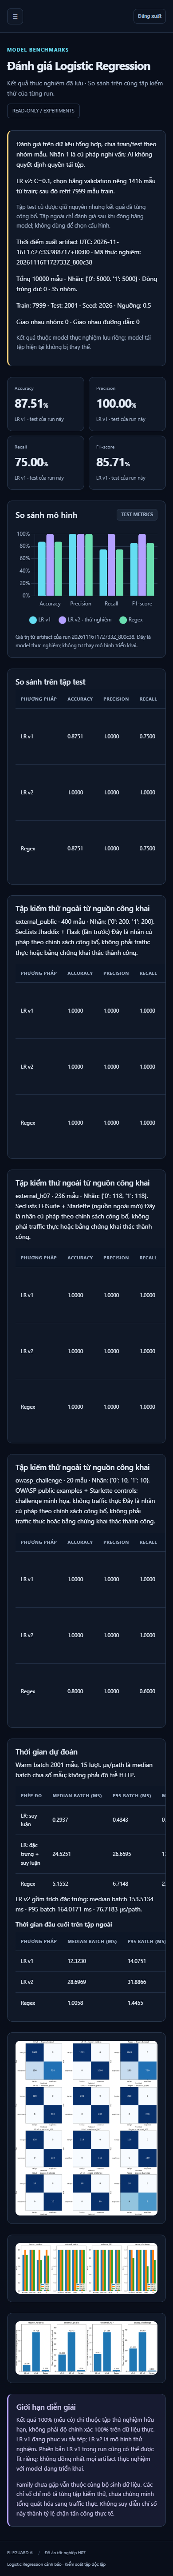 ☰ Đăng xuất
MODEL BENCHMARKS
Đánh giá Logistic Regression
Kết quả thực nghiệm đã lưu · So sánh trên cùng tập kiểm
thử của từng run.
READ-ONLY / EXPERIMENTS
Đánh giá trên dữ liệu tổng hợp, chia train/test theo
nhóm mẫu. Nhãn 1 là cú pháp nghi vấn; AI không
quyết định quyền tải tệp.
LR v2: C=0.1, chọn bằng validation riêng 1416 mẫu
từ train; sau đó refit 7999 mẫu train.
Tập test cũ được giữ nguyên nhưng kết quả này đã từng
công bố. Tập ngoài chỉ đánh giá sau khi đóng băng
model; không dùng để chỉnh cấu hình.
Thời điểm xuất artifact UTC: 2026-11-
16T17:27:33.988717+00:00 · Mã thực nghiệm:
20261116T172733Z_800c38
Tổng 10000 mẫu · Nhãn: {'0': 5000, '1': 5000} · Dòng
trùng dư: 0 · 35 nhóm.
Train: 7999 · Test: 2001 · Seed: 2026 · Ngưỡng: 0.5
Giao nhau nhóm: 0 · Giao nhau đường dẫn: 0
Kết quả thuộc model thực nghiệm lưu riêng; model tải
tệp hiện tại không bị thay thế.
Accuracy
87.51%
LR v1 · test của run này
Precision
100.00%
LR v1 · test của run này
Recall
75.00%
LR v1 · test của run này
F1-score
85.71%
LR v1 · test của run này
So sánh mô hình
TEST METRICS
100%
80%
60%
40%
20%
0%
Accuracy Precision Recall F1-score
LR v1 LR v2 · thử nghiệm Regex
Giá trị từ artifact của run 20261116T172733Z_800c38. Đây là
model thực nghiệm; không tự thay mô hình triển khai.
So sánh trên tập test
PHƯƠNG PHÁP ACCURACY PRECISION RECALL
LR v1 0.8751 1.0000 0.7500
LR v2 1.0000 1.0000 1.0000
Regex 0.8751 1.0000 0.7500
Tập kiểm thử ngoài từ nguồn công khai
external_public · 400 mẫu · Nhãn: {'0': 200, '1': 200}.
SecLists Jhaddix + Flask (lần trước) Đây là nhãn cú
pháp theo chính sách công bố, không phải traffic
thực hoặc bằng chứng khai thác thành công.
PHƯƠNG PHÁP ACCURACY PRECISION RECALL
LR v1 1.0000 1.0000 1.0000
LR v2 1.0000 1.0000 1.0000
Regex 1.0000 1.0000 1.0000
Tập kiểm thử ngoài từ nguồn công khai
external_h07 · 236 mẫu · Nhãn: {'0': 118, '1': 118}.
SecLists LFISuite + Starlette (nguồn ngoài mới) Đây
là nhãn cú pháp theo chính sách công bố, không phải
traffic thực hoặc bằng chứng khai thác thành
công.
PHƯƠNG PHÁP ACCURACY PRECISION RECALL
LR v1 1.0000 1.0000 1.0000
LR v2 1.0000 1.0000 1.0000
Regex 1.0000 1.0000 1.0000
Tập kiểm thử ngoài từ nguồn công khai
owasp_challenge · 20 mẫu · Nhãn: {'0': 10, '1': 10}.
OWASP public examples + Starlette controls;
challenge minh họa, không traffic thực Đây là nhãn
cú pháp theo chính sách công bố, không phải
traffic thực hoặc bằng chứng khai thác thành công.
PHƯƠNG PHÁP ACCURACY PRECISION RECALL
LR v1 1.0000 1.0000 1.0000
LR v2 1.0000 1.0000 1.0000
Regex 0.8000 1.0000 0.6000
Thời gian dự đoán
Warm batch 2001 mẫu, 15 lượt. µs/path là median
batch chia số mẫu; không phải độ trễ HTTP.
PHÉP ĐO MEDIAN BATCH (MS) P95 BATCH (MS)
LR: suy
luận 0.2937 0.4343
LR: đặc
trưng +
suy luận 24.5251 26.6595
Regex 5.1552 6.7148
LR v2 gồm trích đặc trưng: median batch 153.5134
ms · P95 batch 164.0171 ms · 76.7183 µs/path.
Thời gian đầu cuối trên tập ngoài
PHƯƠNG PHÁP MEDIAN BATCH (MS) P95 BATCH (MS)
LR v1 12.3230 14.0751
LR v2 28.6969 31.8866
Regex 1.0058 1.4455
Giới hạn diễn giải
Kết quả 100% (nếu có) chỉ thuộc tập thử nghiệm hữu
hạn, không phải độ chính xác 100% trên dữ liệu thực.
LR v1 đang phục vụ tải tệp; LR v2 là mô hình thử
nghiệm. Phiên bản LR v1 trong run cũng có thể được
fit riêng; không đồng nhất mọi artifact thực nghiệm
với model đang triển khai.
Family chưa gặp vẫn thuộc cùng bộ sinh dữ liệu. Các
chỉ số chỉ mô tả từng tập kiểm thử, không chứng minh
tổng quát hóa sang traffic thực. Không suy diễn chỉ số
này thành tỷ lệ chặn tấn công thực tế.
FILEGUARD AI | Đồ án tốt nghiệp H07
Logistic Regression cảnh báo · Kiểm soát tệp độc lập